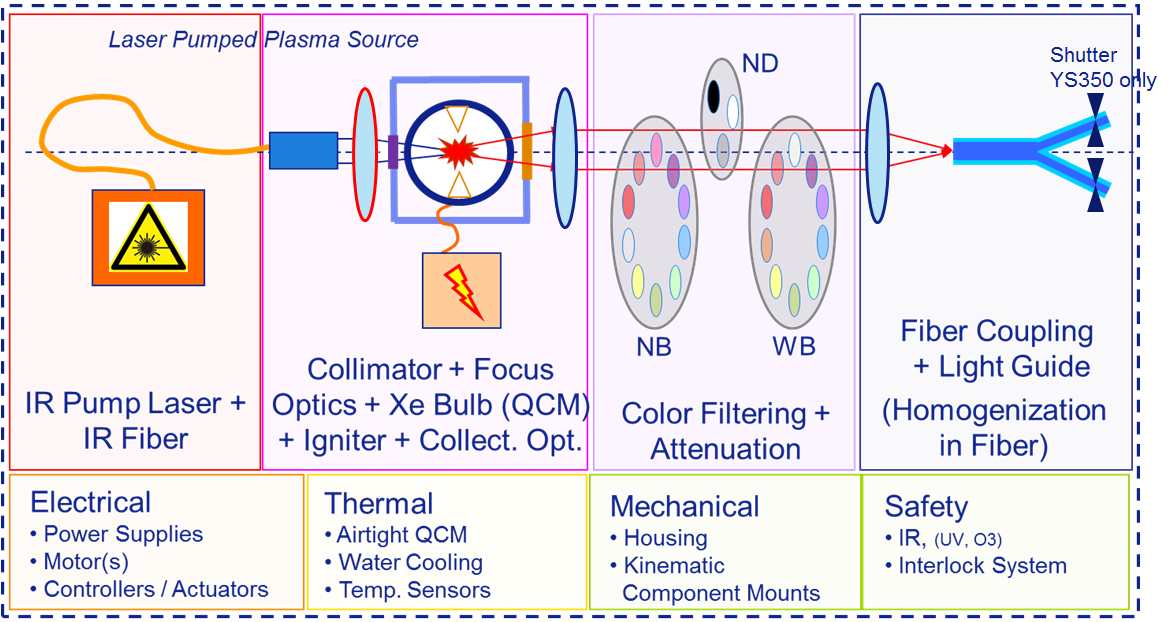 Laser Pumped Plasma Source
Shutter
YS350 only
ND
NB
WB
IR Pump Laser +
IR Fiber
Collimator + Focus
Optics + Xe Bulb (QCM)
+ Igniter + Collect. Opt.
Color Filtering +
Attenuation
Fiber Coupling
+ Light Guide
(Homogenization
in Fiber)
Electrical
• Power Supplies
• Motor(s)
• Controllers / Actuators
Thermal
• Airtight QCM
• Water Cooling
• Temp. Sensors
Mechanical
• Housing
• Kinematic
Component Mounts
Safety
• IR, (UV, O3)
• Interlock System